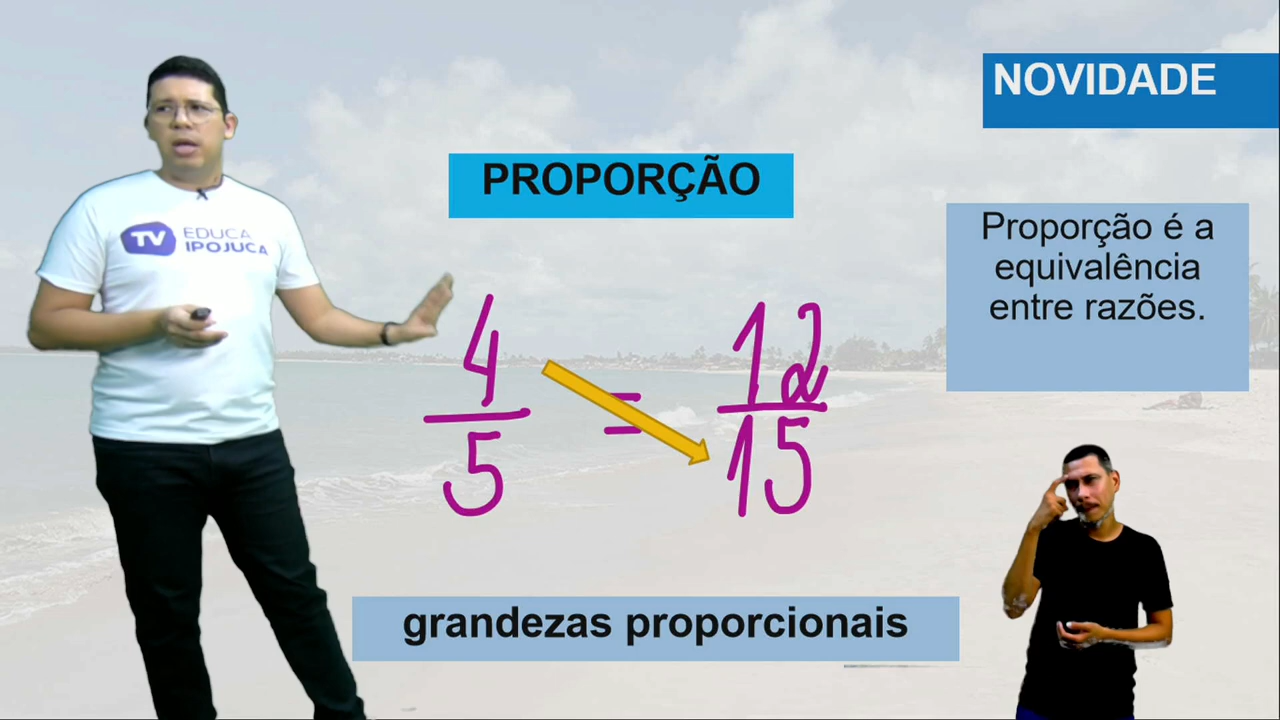 NOVIDADE
PROPORÇÃO
Proporção é a
equivalência
entre razões.
TV EDUCA
IPOJUCA
4/5 = 12/15
grandezas proporcionais